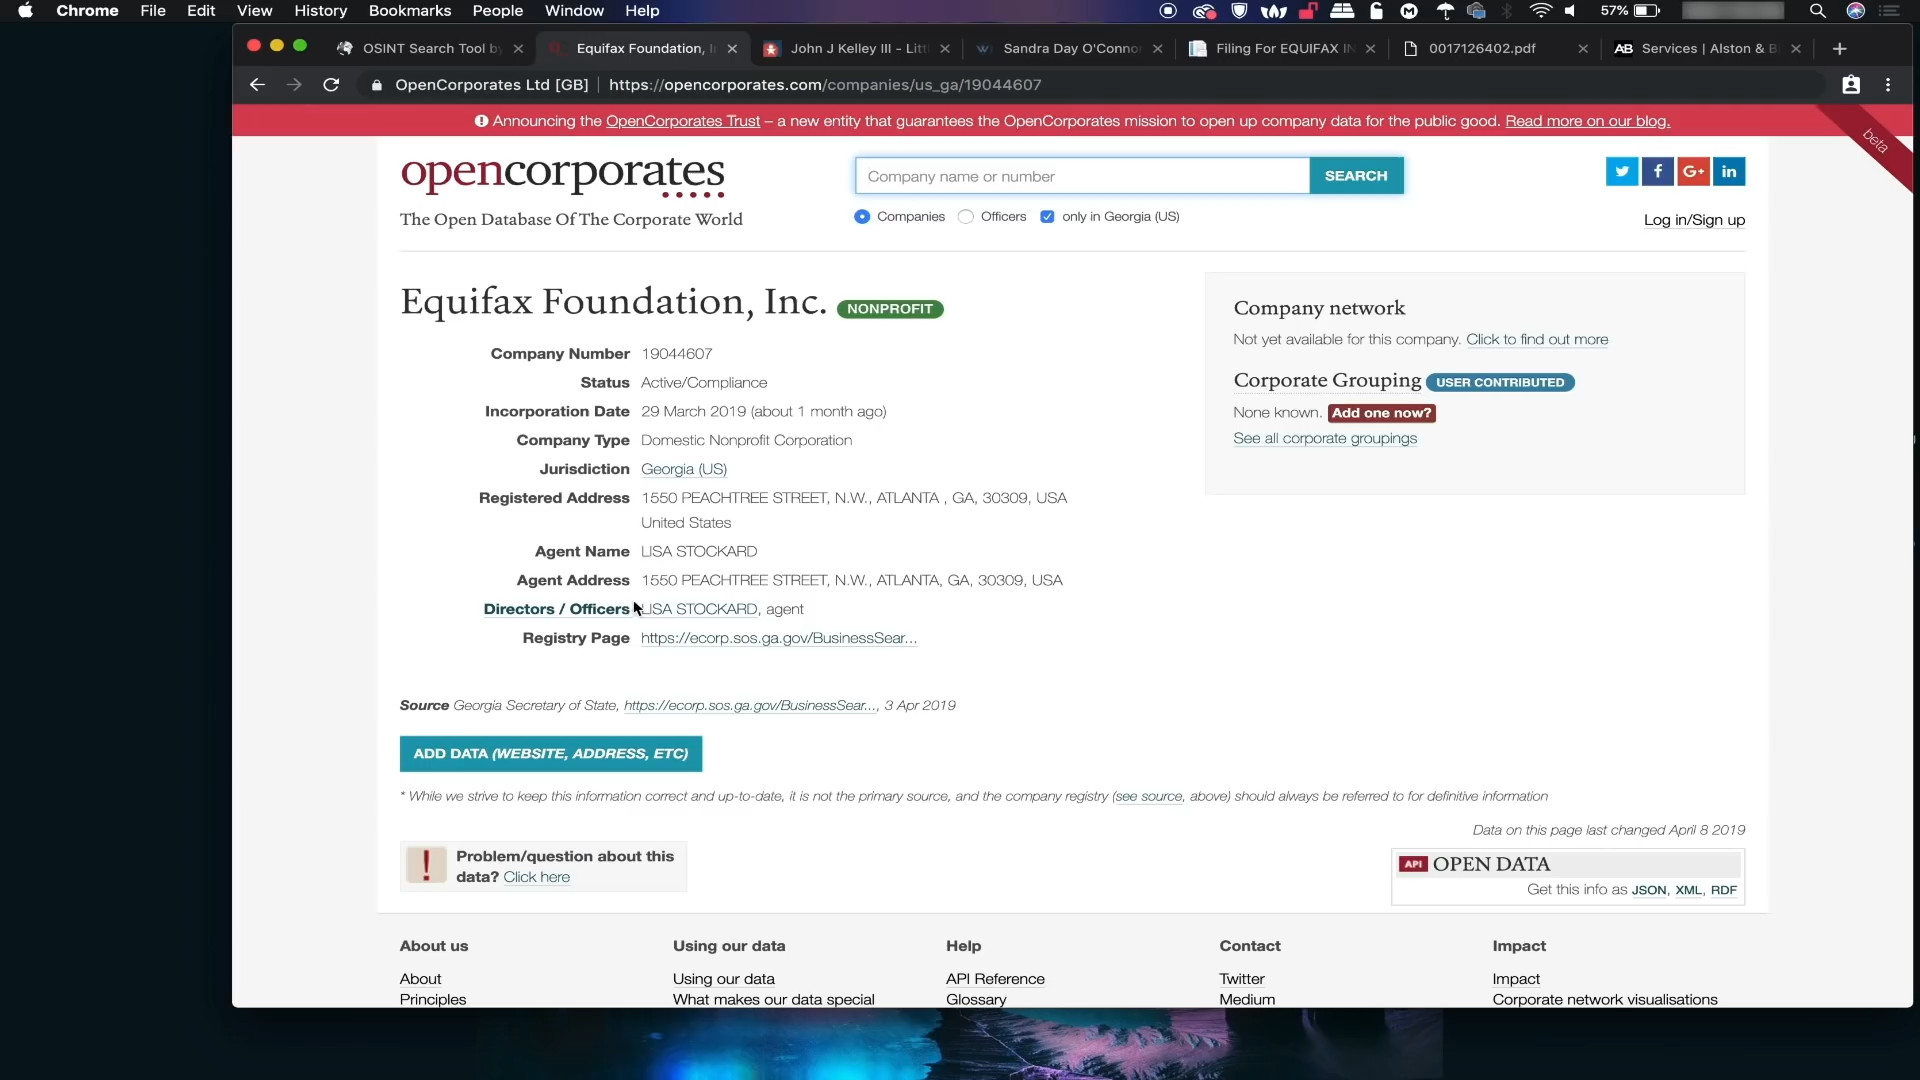 Chrome File Edit View History Bookmarks People Window Help 57%
OSINT Search Tool by Equifax Foundation, I John J Kelley III - Litt Sandra Day O'Connor Filing For EQUIFAX IN 0017126402.pdf AB Services | Alston & B
OpenCorporates Ltd [GB] https://opencorporates.com/companies/us_ga/19044607
Announcing the OpenCorporates Trust – a new entity that guarantees the OpenCorporates mission to open up company data for the public good. Read more on our blog.
beta
opencorporates
The Open Database Of The Corporate World
Company name or number SEARCH
Companies Officers only in Georgia (US)
Log in/Sign up
Equifax Foundation, Inc. NONPROFIT
Company Number 19044607
Status Active/Compliance
Incorporation Date 29 March 2019 (about 1 month ago)
Company Type Domestic Nonprofit Corporation
Jurisdiction Georgia (US)
Registered Address 1550 PEACHTREE STREET, N.W., ATLANTA , GA, 30309, USA
United States
Agent Name LISA STOCKARD
Agent Address 1550 PEACHTREE STREET, N.W., ATLANTA, GA, 30309, USA
Directors / Officers LISA STOCKARD, agent
Registry Page https://ecorp.sos.ga.gov/BusinessSear...
Company network
Not yet available for this company. Click to find out more
Corporate Grouping USER CONTRIBUTED
None known. Add one now?
See all corporate groupings
Source Georgia Secretary of State, https://ecorp.sos.ga.gov/BusinessSear..., 3 Apr 2019
ADD DATA (WEBSITE, ADDRESS, ETC)
* While we strive to keep this information correct and up-to-date, it is not the primary source, and the company registry (see source, above) should always be referred to for definitive information
Data on this page last changed April 8 2019
Problem/question about this
data? Click here
API OPEN DATA
Get this info as JSON, XML, RDF
About us Using our data Help Contact Impact
About Using our data API Reference Twitter Impact
Principles What makes our data special Glossary Medium Corporate network visualisations